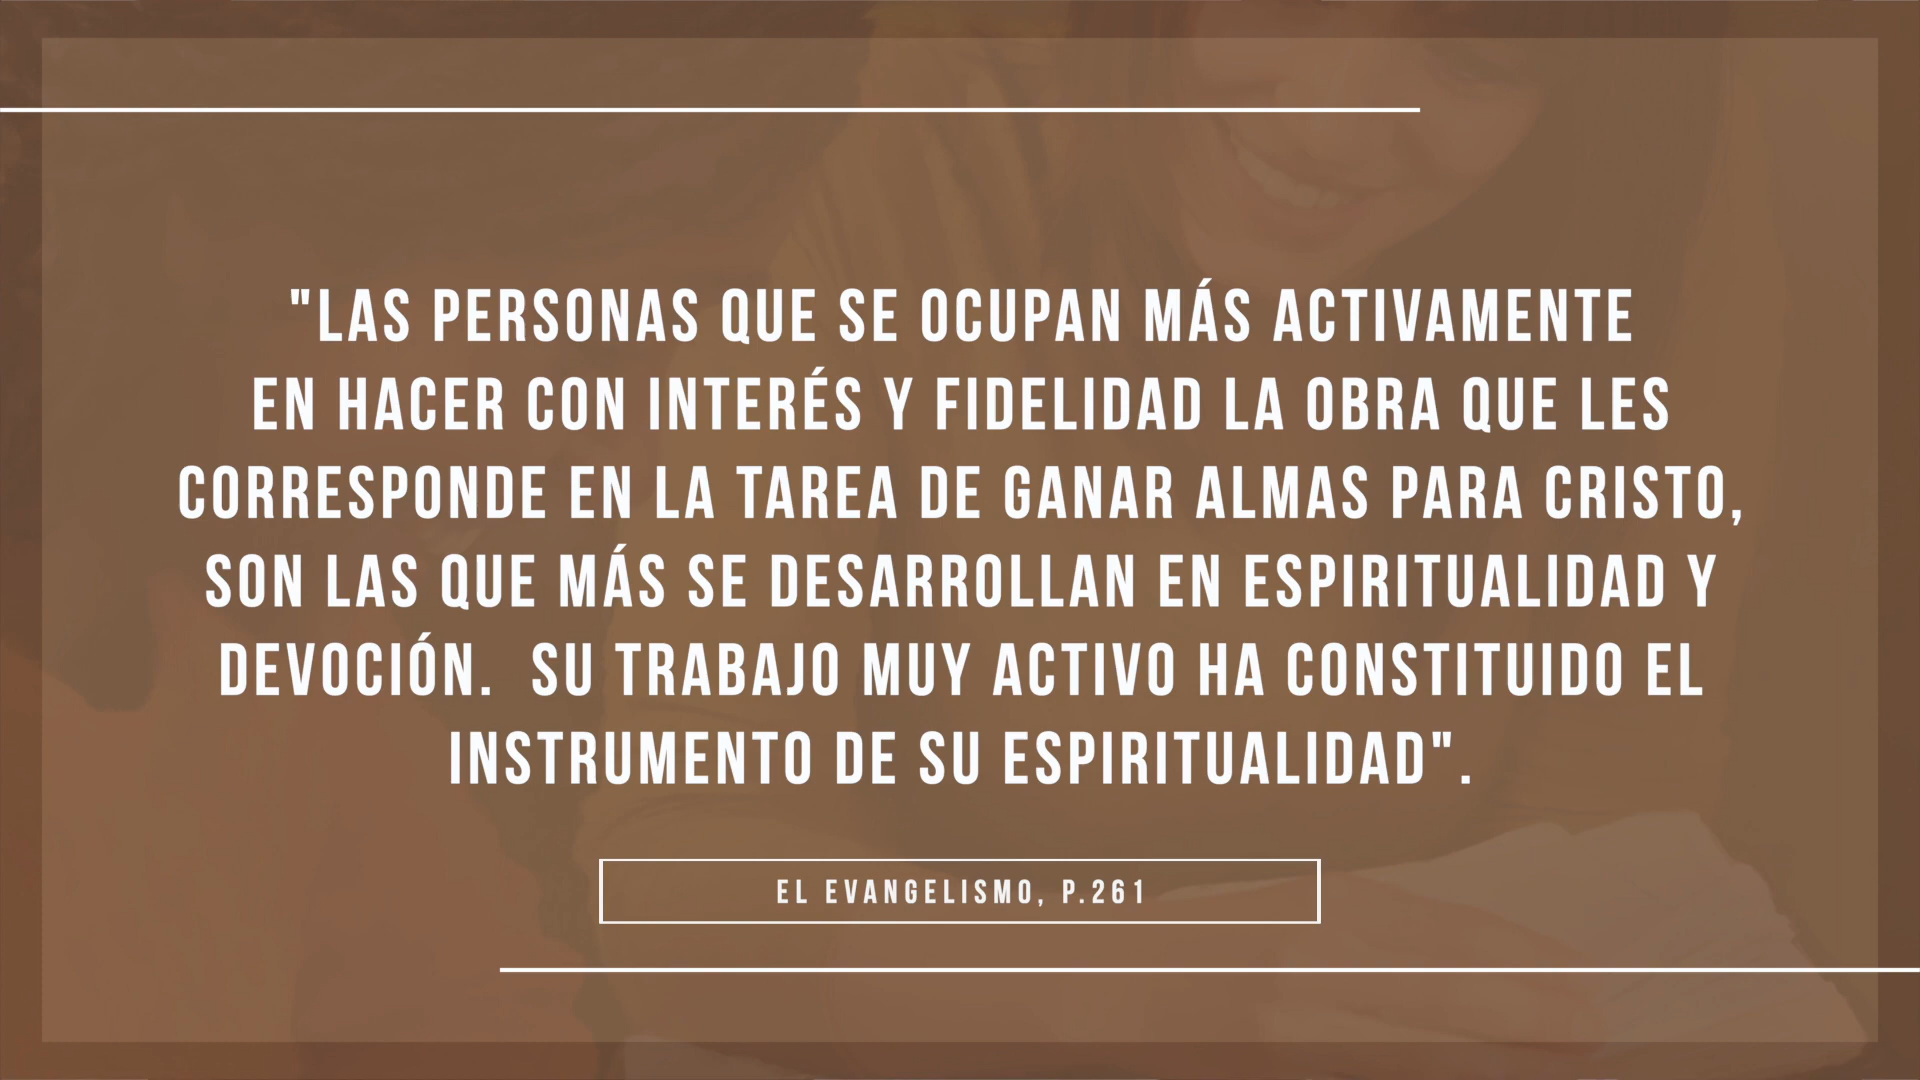 "LAS PERSONAS QUE SE OCUPAN MÁS ACTIVAMENTE
EN HACER CON INTERÉS Y FIDELIDAD LA OBRA QUE LES
CORRESPONDE EN LA TAREA DE GANAR ALMAS PARA CRISTO,
SON LAS QUE MÁS SE DESARROLLAN EN ESPIRITUALIDAD Y
DEVOCIÓN.  SU TRABAJO MUY ACTIVO HA CONSTITUIDO EL
INSTRUMENTO DE SU ESPIRITUALIDAD".
EL EVANGELISMO, P.261